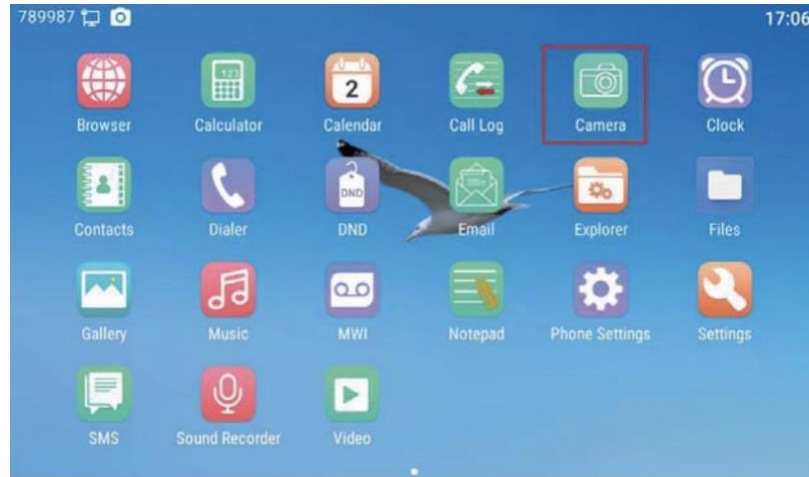 789987 17:06
Browser Calculator Calendar Call Log Camera Clock
Contacts Dialer DND Email Explorer Files
Gallery Music MWI Notepad Phone Settings Settings
SMS Sound Recorder Video
123
2
DND